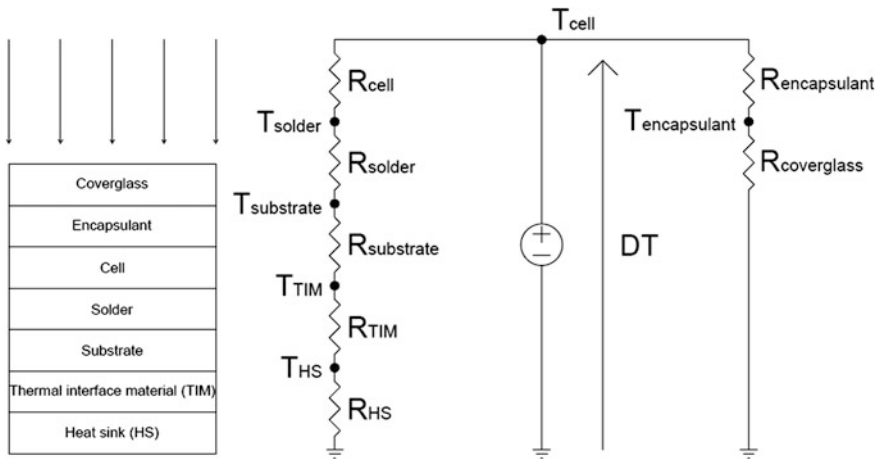 Coverglass
Encapsulant
Cell
Solder
Substrate
Thermal interface material (TIM)
Heat sink (HS)
Tcell
Rcell
Tsolder
Rsolder
Tsubstrate
Rsubstrate
TTIM
RTIM
THS
RHS
+
−
DT
Rencapsulant
Tencapsulant
Rcoverglass